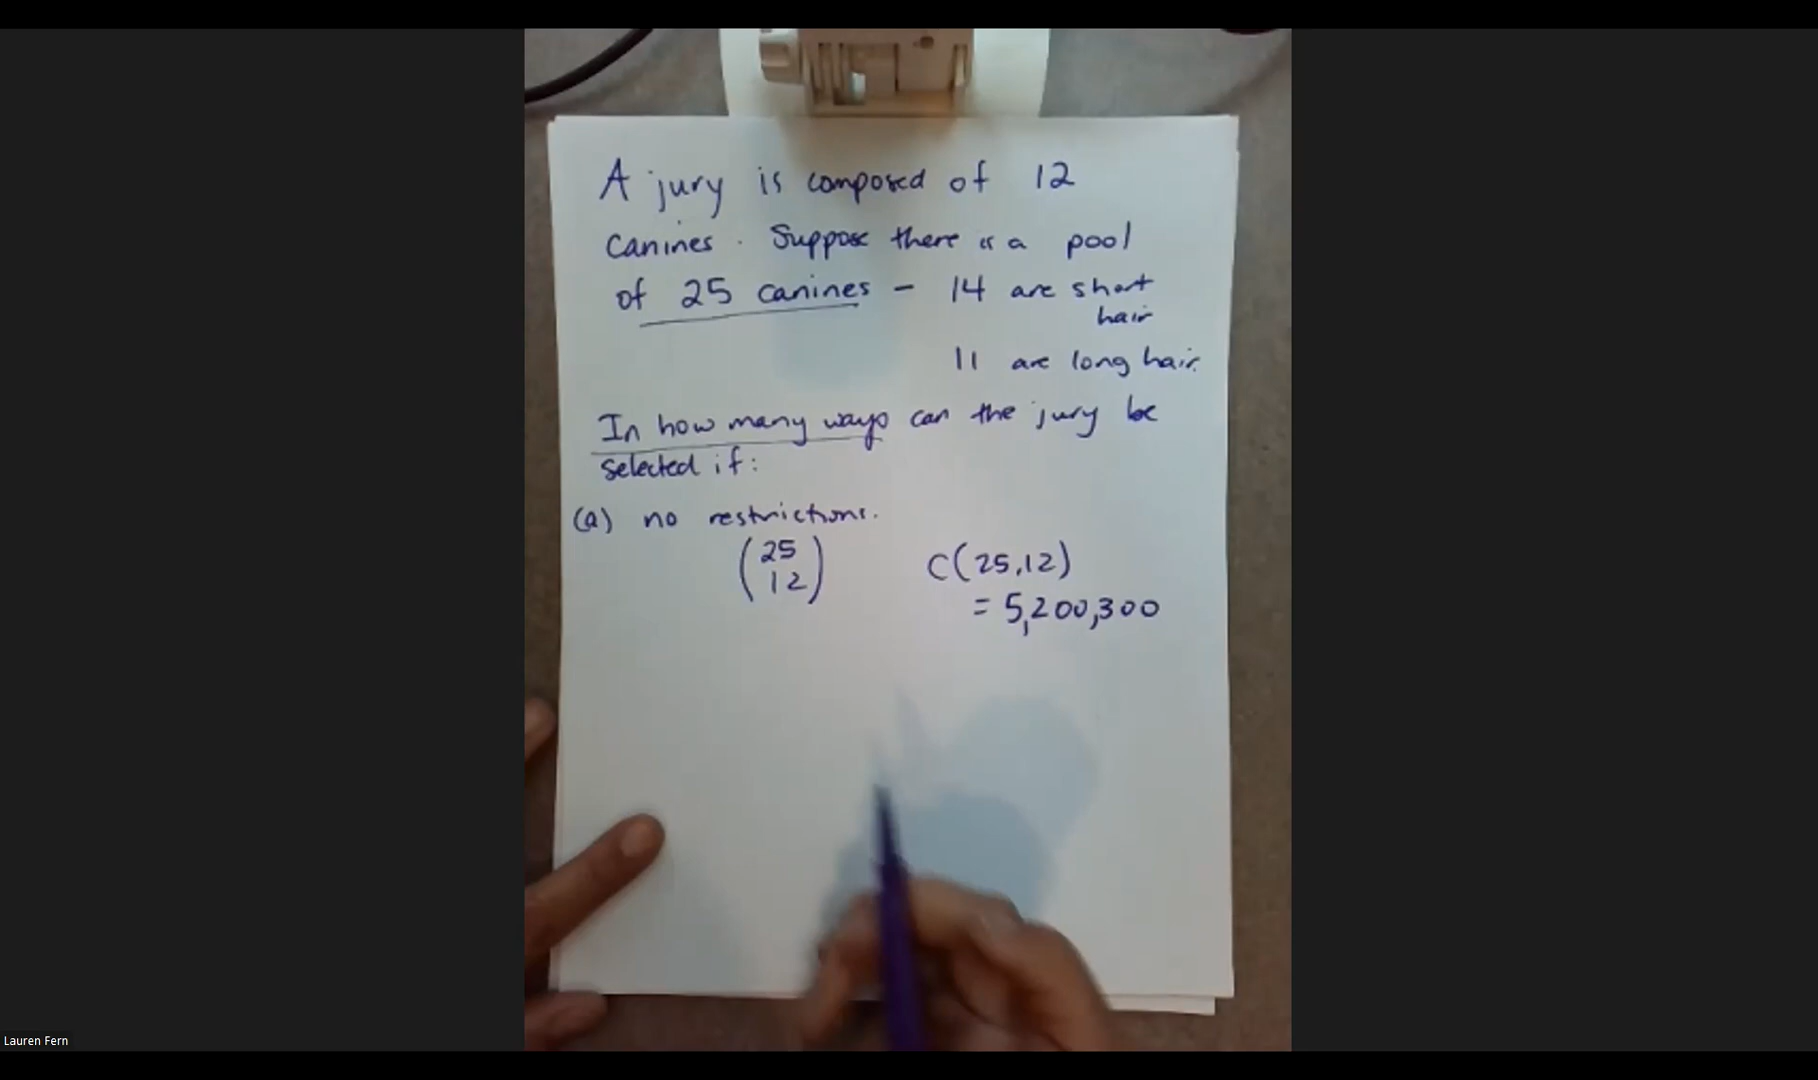 A jury is composed of 12
canines. Suppose there is a pool
of 25 canines - 14 are short
hair
11 are long hair.
In how many ways can the jury be
selected if:
(a) no restrictions.
(25
12)
C(25,12)
= 5,200,300
Lauren Fern